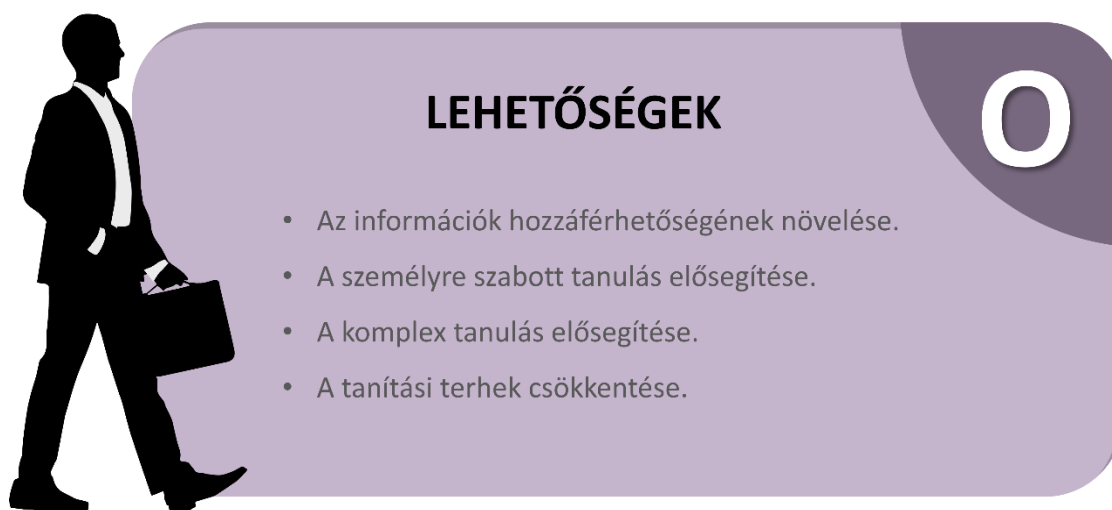 LEHETŐSÉGEK
O
• Az információk hozzáférhetőségének növelése.
• A személyre szabott tanulás elősegítése.
• A komplex tanulás elősegítése.
• A tanítási terhek csökkentése.